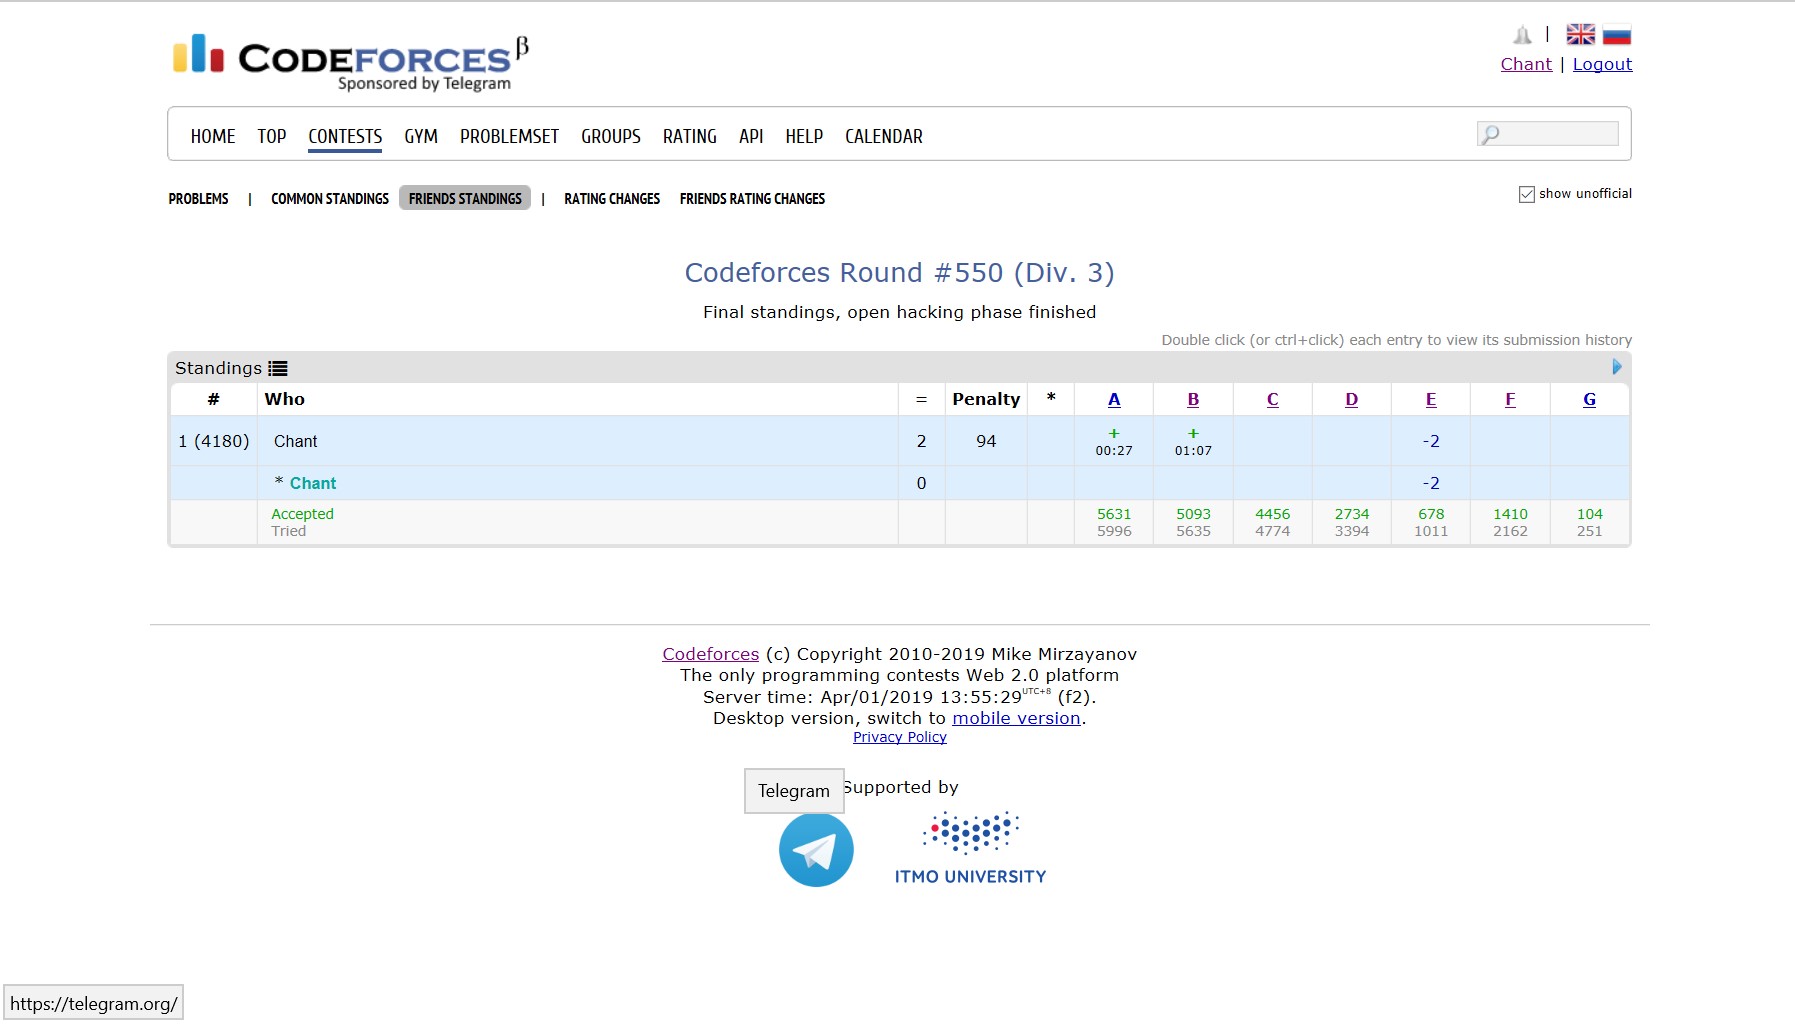 CODEFORCES β
Sponsored by Telegram
|
Chant | Logout
HOME TOP CONTESTS GYM PROBLEMSET GROUPS RATING API HELP CALENDAR
PROBLEMS | COMMON STANDINGS FRIENDS STANDINGS | RATING CHANGES FRIENDS RATING CHANGES
show unofficial
Codeforces Round #550 (Div. 3)
Final standings, open hacking phase finished
Double click (or ctrl+click) each entry to view its submission history
Standings
# Who = Penalty * A B C D E F G
1 (4180) Chant 2 94 + + -2
00:27 01:07
* Chant 0 -2
Accepted 5631 5093 4456 2734 678 1410 104
Tried 5996 5635 4774 3394 1011 2162 251
Codeforces (c) Copyright 2010-2019 Mike Mirzayanov
The only programming contests Web 2.0 platform
Server time: Apr/01/2019 13:55:29 UTC+8 (f2).
Desktop version, switch to mobile version.
Privacy Policy
Supported by
Telegram
ITMO UNIVERSITY
https://telegram.org/